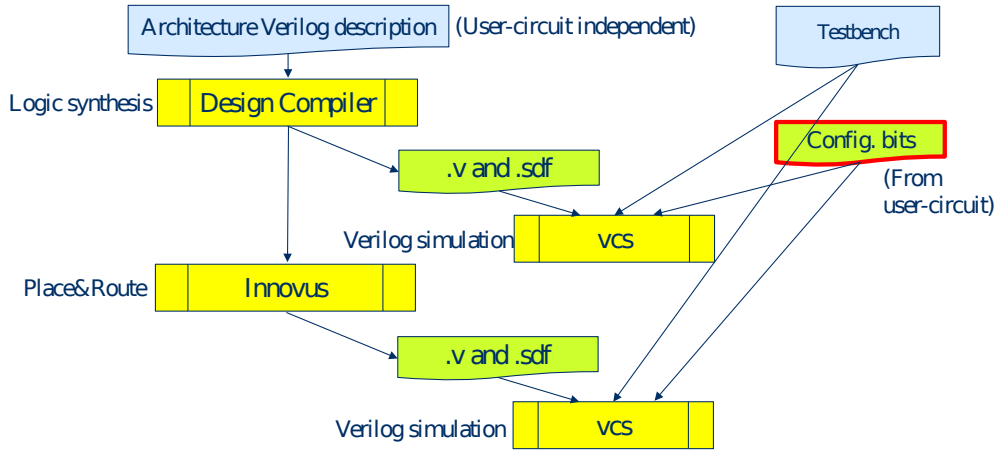 Architecture Verilog description
(User-circuit independent)
Testbench
Logic synthesis
Design Compiler
Config. bits
.v and .sdf
(From
user-circuit)
Verilog simulation
vcs
Place&Route
Innovus
.v and .sdf
Verilog simulation
vcs